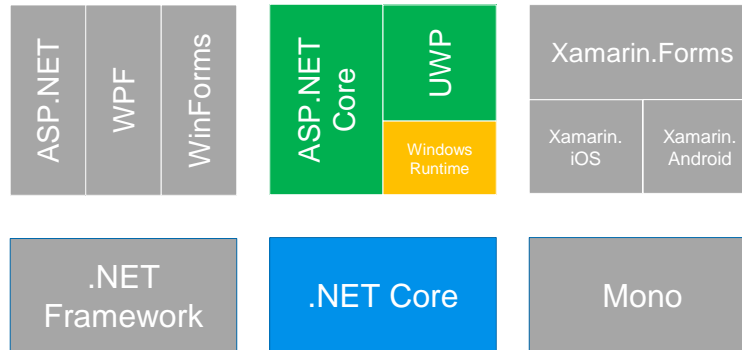 ASP.NET
WPF
WinForms
ASP.NET
Core
UWP
Windows
Runtime
Xamarin.Forms
Xamarin.
iOS
Xamarin.
Android
.NET
Framework
.NET Core
Mono